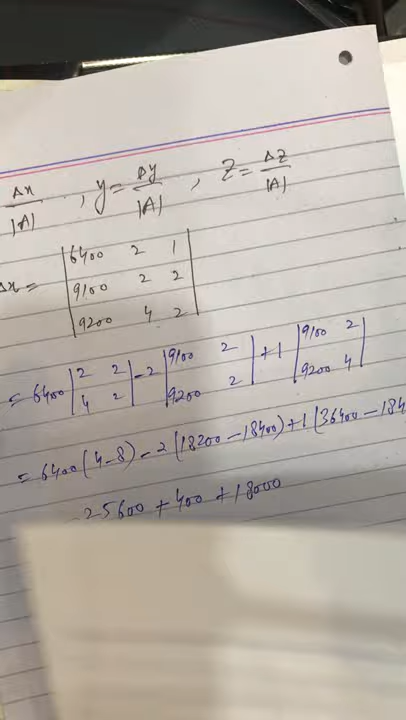 Δx/|A| , y = Δy/|A| , Z = Δz/|A|
Δx = |6400 2 1|
|9100 2 2|
|9200 4 2|
= 6400 |2 2; 4 2| - 2 |9100 2; 9200 2| + 1 |9100 2; 9200 4|
= 6400 (4-8) - 2 (18200 - 18400) + 1 (36400 - 184
25600 + 400 + 18000